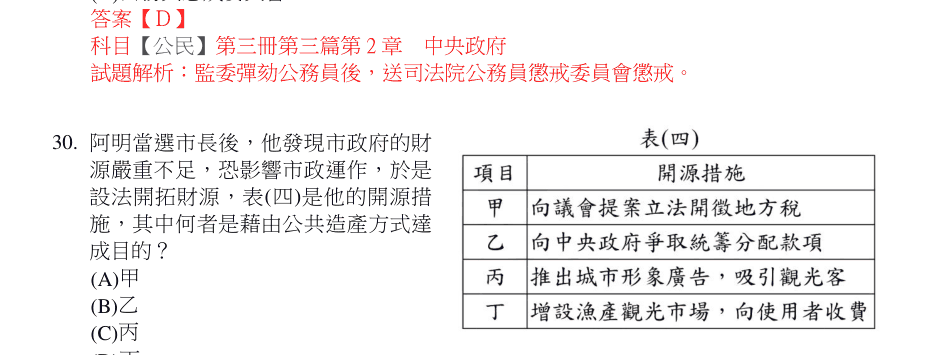 答案【D】
科目【公民】第三冊第三篇第2章　中央政府
試題解析：監委彈劾公務員後，送司法院公務員懲戒委員會懲戒。
30. 阿明當選市長後，他發現市政府的財
源嚴重不足，恐影響市政運作，於是
設法開拓財源，表(四)是他的開源措
施，其中何者是藉由公共造產方式達
成目的？
(A)甲
(B)乙
(C)丙
表(四)
項目 開源措施
甲 向議會提案立法開徵地方稅
乙 向中央政府爭取統籌分配款項
丙 推出城市形象廣告，吸引觀光客
丁 增設漁產觀光市場，向使用者收費